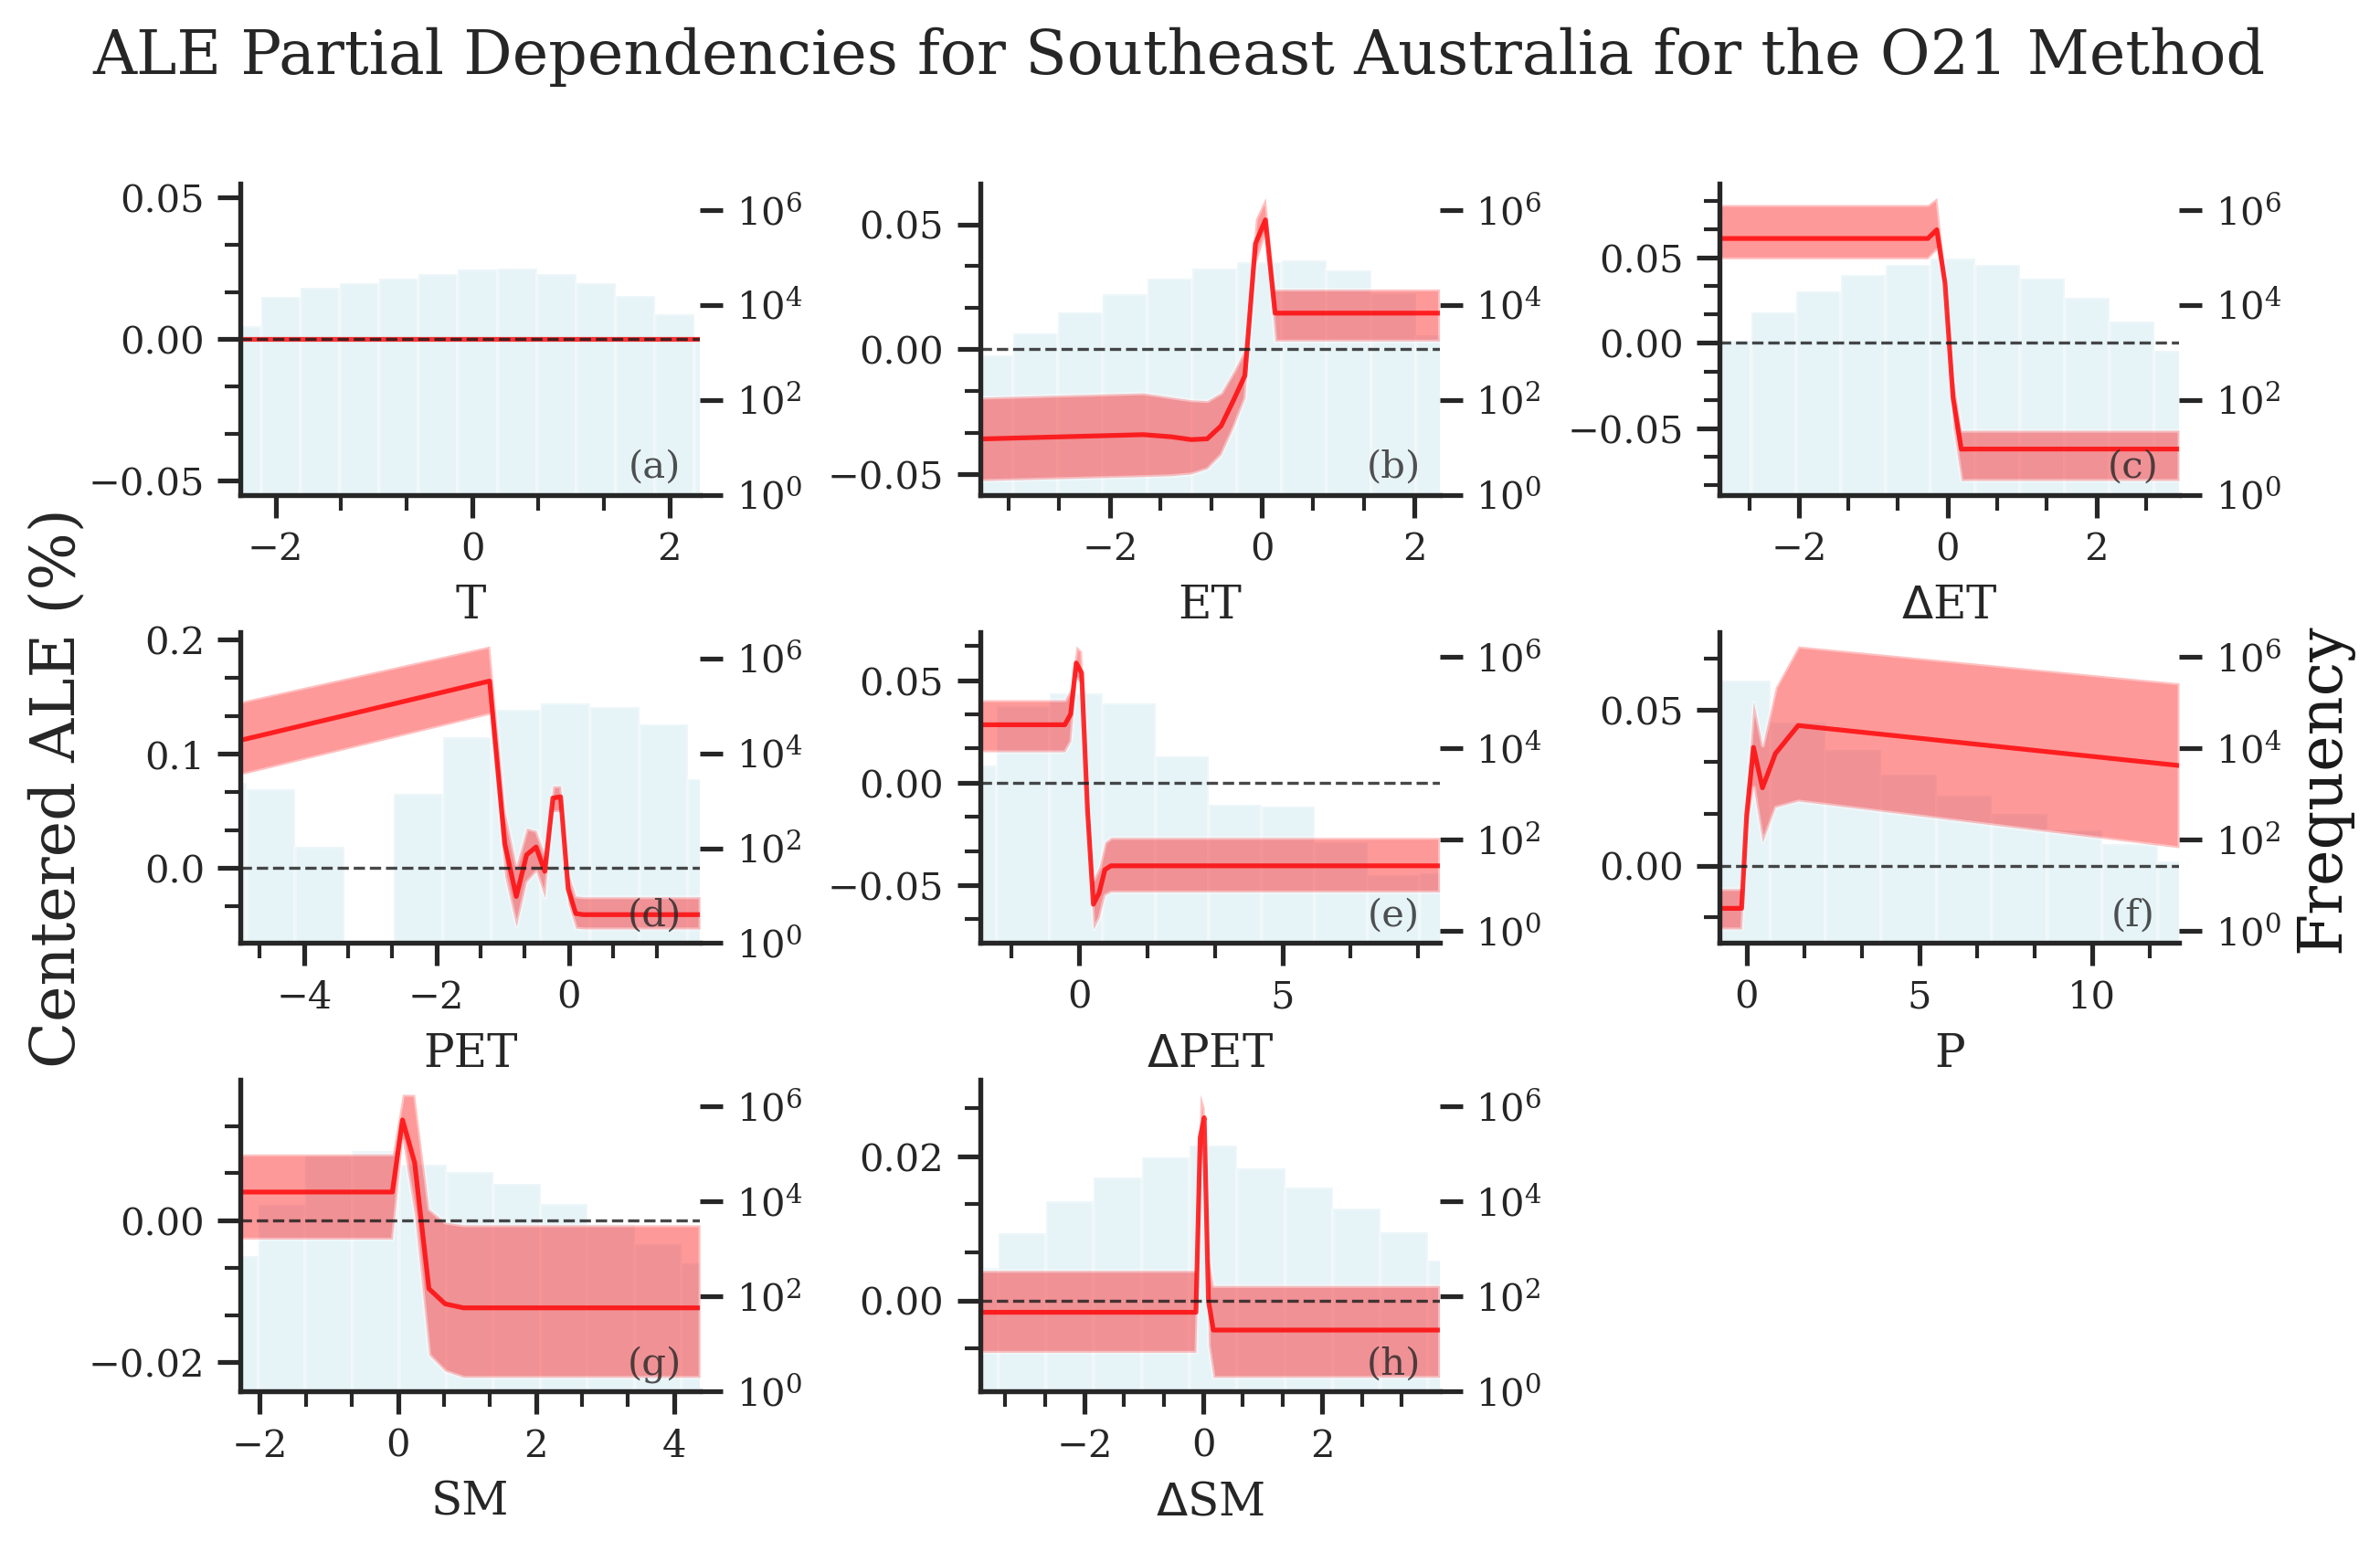 ALE Partial Dependencies for Southeast Australia for the O21 Method
Centered ALE (%)
Frequency
0.05
0.00
−0.05
10⁶
10⁴
10²
10⁰
(a)
−2 0 2
T
0.05
0.00
−0.05
10⁶
10⁴
10²
10⁰
(b)
−2 0 2
ET
0.05
0.00
−0.05
10⁶
10⁴
10²
10⁰
(c)
−2 0 2
ΔET
0.2
0.1
0.0
10⁶
10⁴
10²
10⁰
(d)
−4 −2 0
PET
0.05
0.00
−0.05
10⁶
10⁴
10²
10⁰
(e)
0 5
ΔPET
0.05
0.00
10⁶
10⁴
10²
10⁰
(f)
0 5 10
P
0.00
−0.02
10⁶
10⁴
10²
10⁰
(g)
−2 0 2 4
SM
0.02
0.00
10⁶
10⁴
10²
10⁰
(h)
−2 0 2
ΔSM